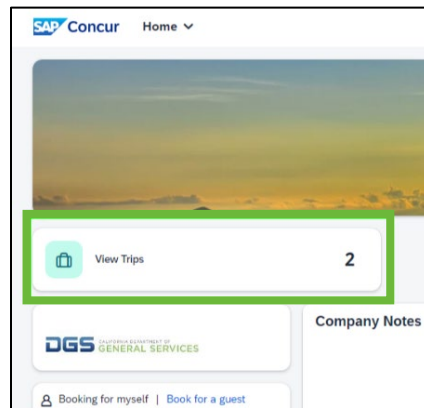 SAP Concur Home
View Trips 2
DGS CALIFORNIA DEPARTMENT OF
GENERAL SERVICES
Company Notes
Booking for myself | Book for a guest